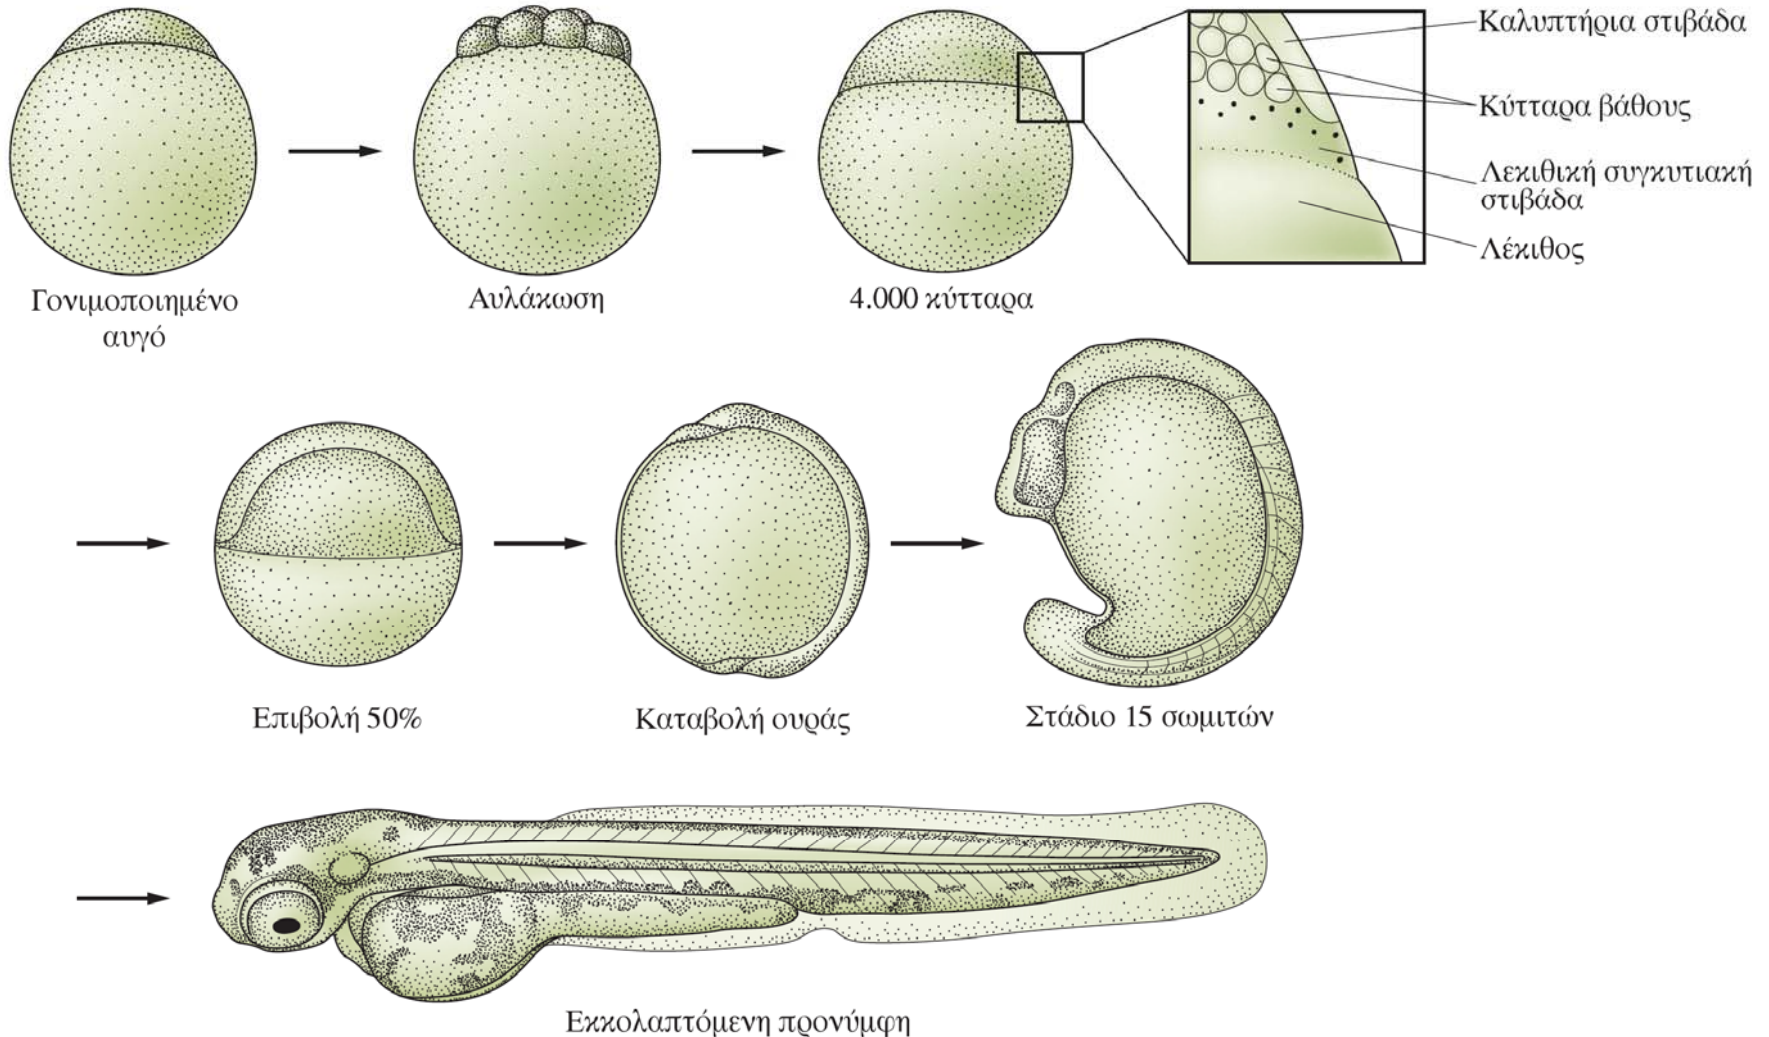 Καλυπτήρια στιβάδα
Κύτταρα βάθους
Λεκιθική συγκυτιακή
στιβάδα
Λέκιθος
Γονιμοποιημένο
αυγό
Αυλάκωση
4.000 κύτταρα
Επιβολή 50%
Καταβολή ουράς
Στάδιο 15 σωμιτών
Εκκολαπτόμενη προνύμφη